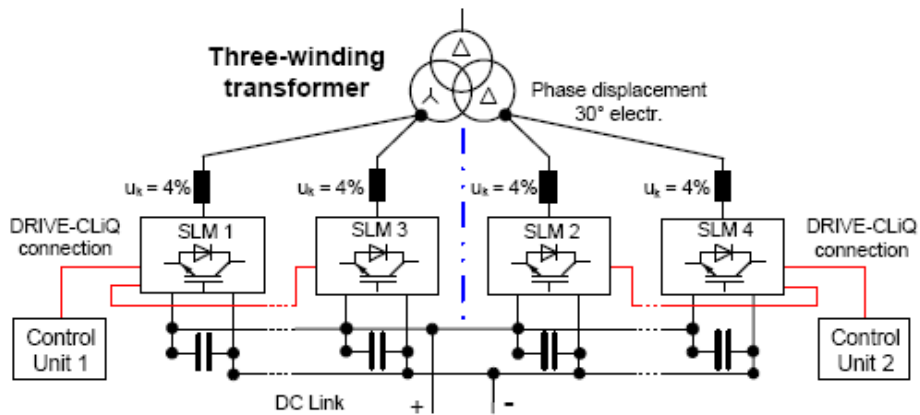 Three-winding
transformer
Δ
Y
Δ
Phase displacement
30° electr.
uk = 4%
uk = 4%
uk = 4%
uk = 4%
DRIVE-CLiQ
connection
SLM 1
SLM 3
SLM 2
SLM 4
DRIVE-CLiQ
connection
Control
Unit 1
Control
Unit 2
DC Link
+
-